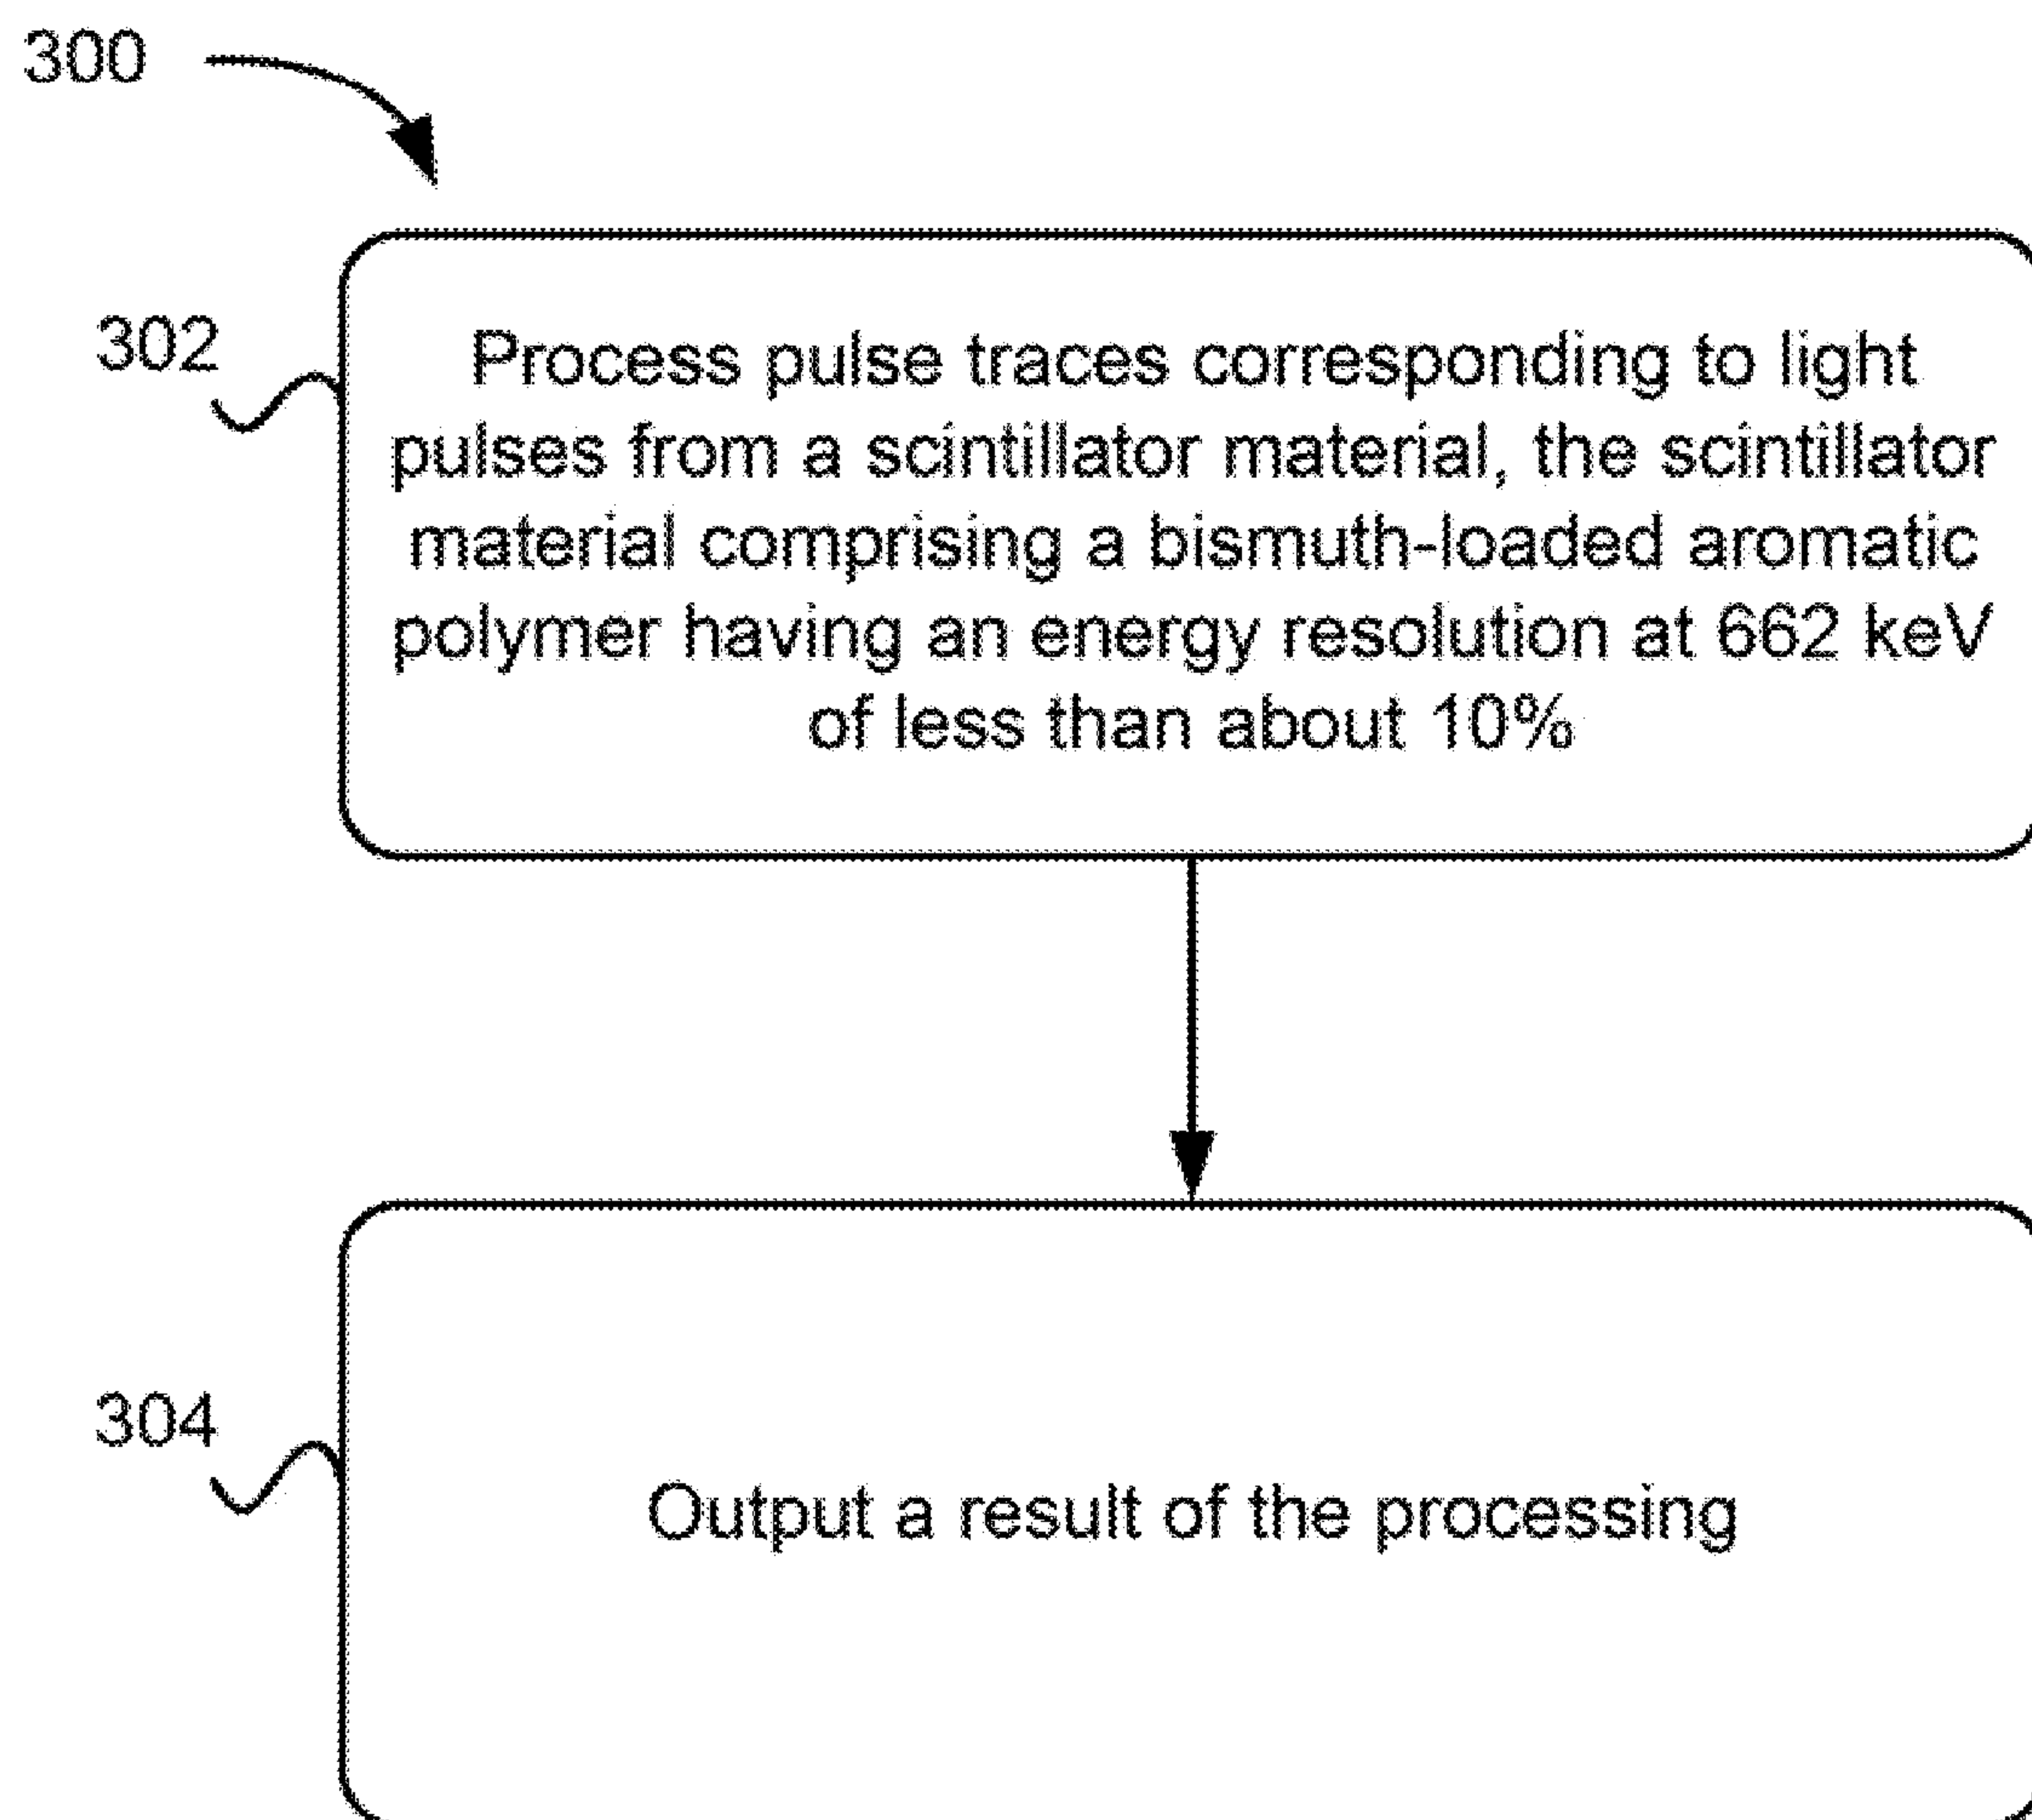 300
302
Process pulse traces corresponding to light
pulses from a scintillator material, the scintillator
material comprising a bismuth-loaded aromatic
polymer having an energy resolution at 662 keV
of less than about 10%
304
Output a result of the processing